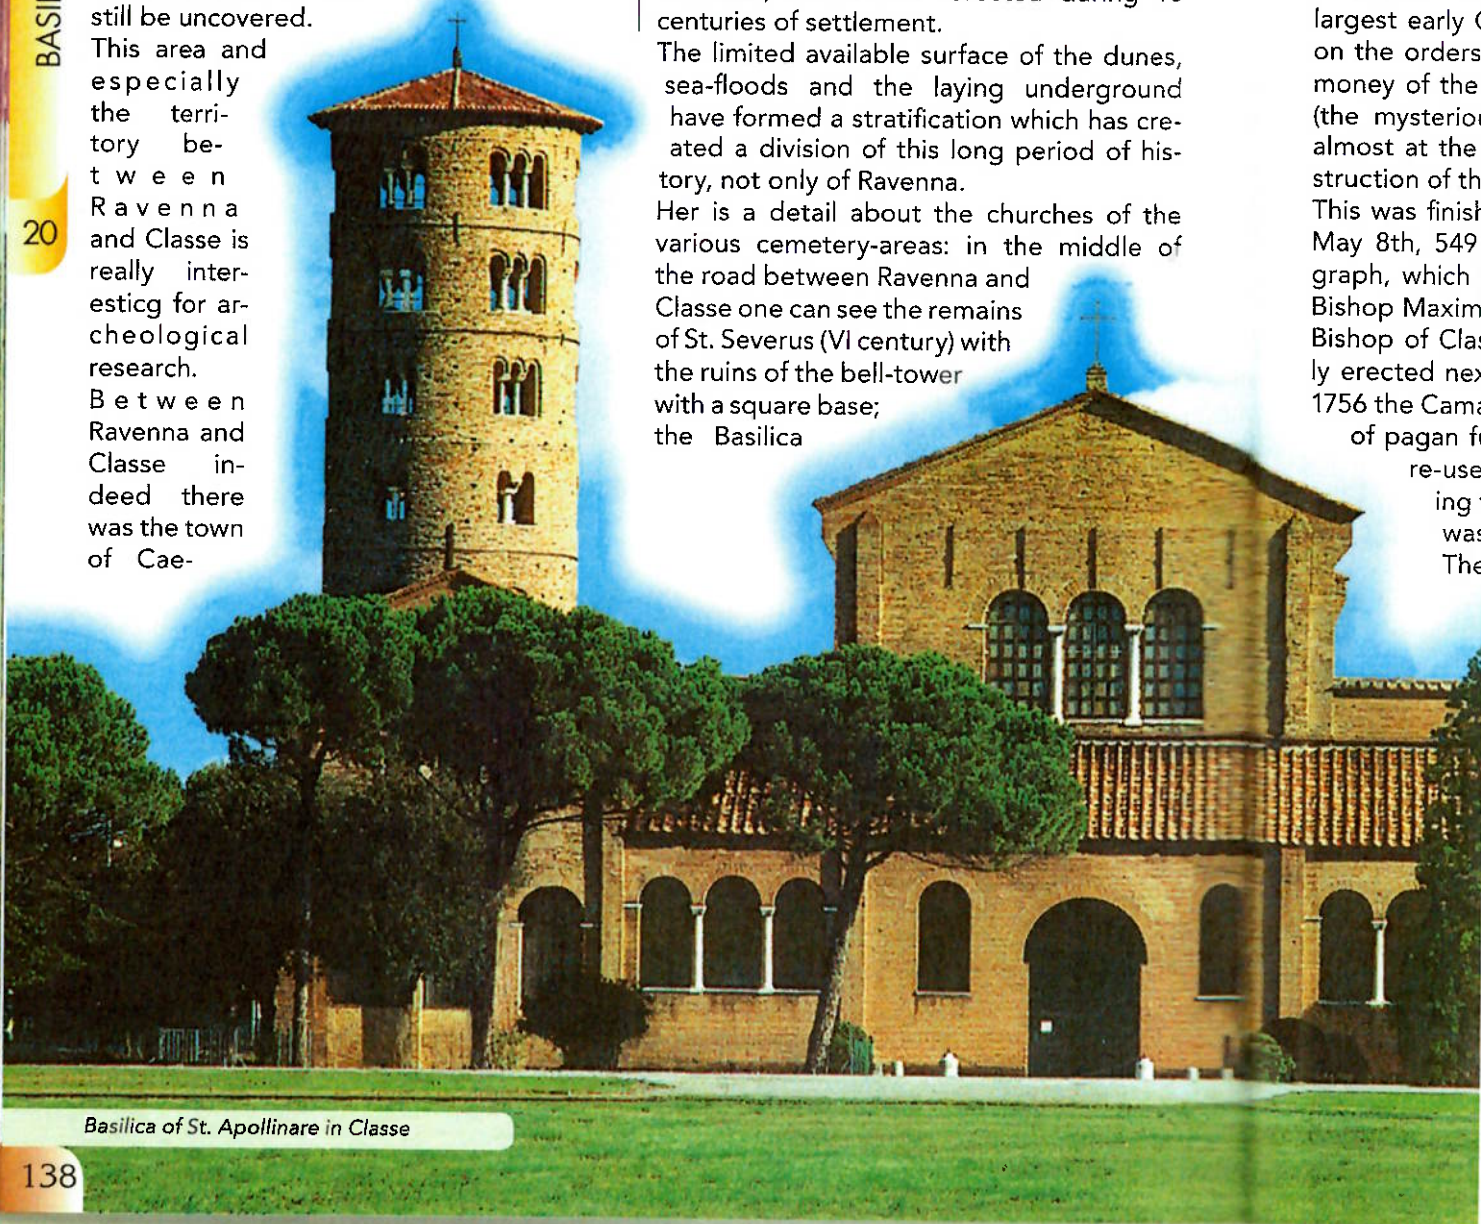 BASI
20
still be uncovered.
This area and
especially
the terri-
tory be-
tween
Ravenna
and Classe is
really inter-
esticg for ar-
cheological
research.
Between
Ravenna and
Classe in-
deed there
was the town
of Cae-
centuries of settlement.
The limited available surface of the dunes,
sea-floods and the laying underground
have formed a stratification which has cre-
ated a division of this long period of his-
tory, not only of Ravenna.
Her is a detail about the churches of the
various cemetery-areas: in the middle of
the road between Ravenna and
Classe one can see the remains
of St. Severus (VI century) with
the ruins of the bell-tower
with a square base;
the Basilica
largest early
on the orders
money of the
(the mysteriou
almost at the
struction of th
This was finish
May 8th, 549
graph, which
Bishop Maxim
Bishop of Clas
ly erected nex
1756 the Cama
of pagan fu
re-use
ing
was
The
Basilica of St. Apollinare in Classe
138